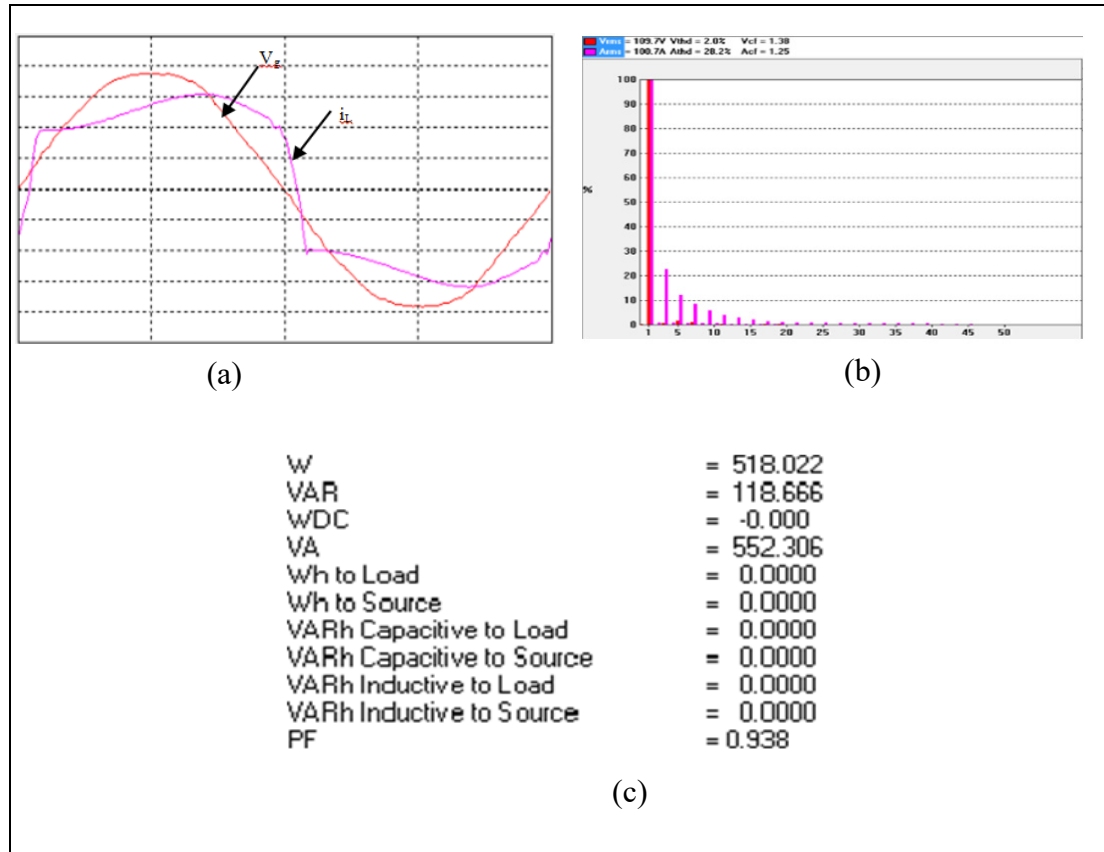 Vg
iL
(a)
Vrms = 109.7V Vthd = 2.0% Vcf = 1.38
Arms = 100.7A Athd = 28.2% Acf = 1.25
100
90
80
70
60
50
40
30
20
10
0
%
1 5 10 15 20 25 30 35 40 45 50
(b)
W = 518.022
VAR = 118.666
WDC = -0.000
VA = 552.306
Wh to Load = 0.0000
Wh to Source = 0.0000
VARh Capacitive to Load = 0.0000
VARh Capacitive to Source = 0.0000
VARh Inductive to Load = 0.0000
VARh Inductive to Source = 0.0000
PF = 0.938
(c)